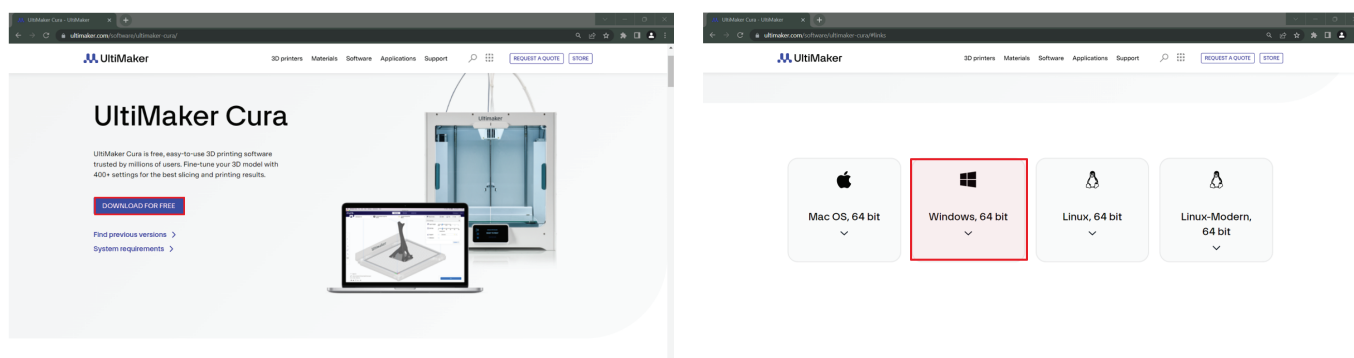 UltiMaker Cura - UltiMaker
ultimaker.com/software/ultimaker-cura/
UltiMaker
3D printers Materials Software Applications Support
REQUEST A QUOTE STORE
UltiMaker Cura
UltiMaker Cura is free, easy-to-use 3D printing software
trusted by millions of users. Fine-tune your 3D model with
400+ settings for the best slicing and printing results.
DOWNLOAD FOR FREE
Find previous versions
System requirements
Ultimaker
UltiMaker Cura - UltiMaker
ultimaker.com/software/ultimaker-cura/#links
UltiMaker
3D printers Materials Software Applications Support
REQUEST A QUOTE STORE
Mac OS, 64 bit
Windows, 64 bit
Linux, 64 bit
Linux-Modern,
64 bit